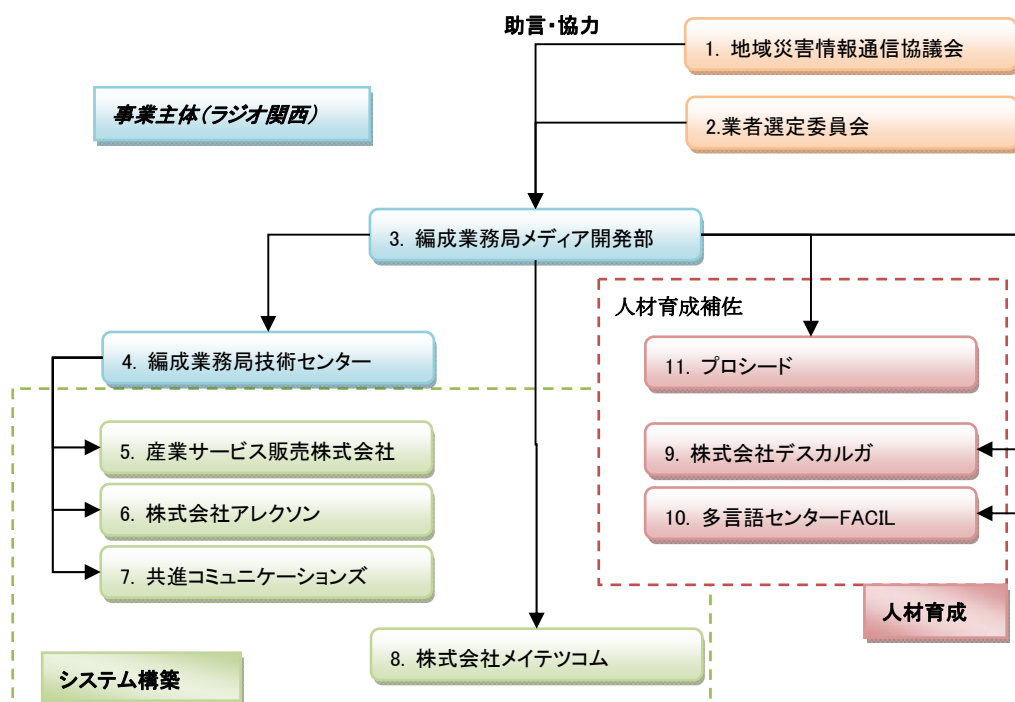 助言・協力
1. 地域災害情報通信協議会
事業主体(ラジオ関西)
2.業者選定委員会
3. 編成業務局メディア開発部
人材育成補佐
4. 編成業務局技術センター
11. プロシード
5. 産業サービス販売株式会社
9. 株式会社デスカルガ
6. 株式会社アレクソン
10. 多言語センターFACIL
7. 共進コミュニケーションズ
人材育成
8. 株式会社メイテツコム
システム構築